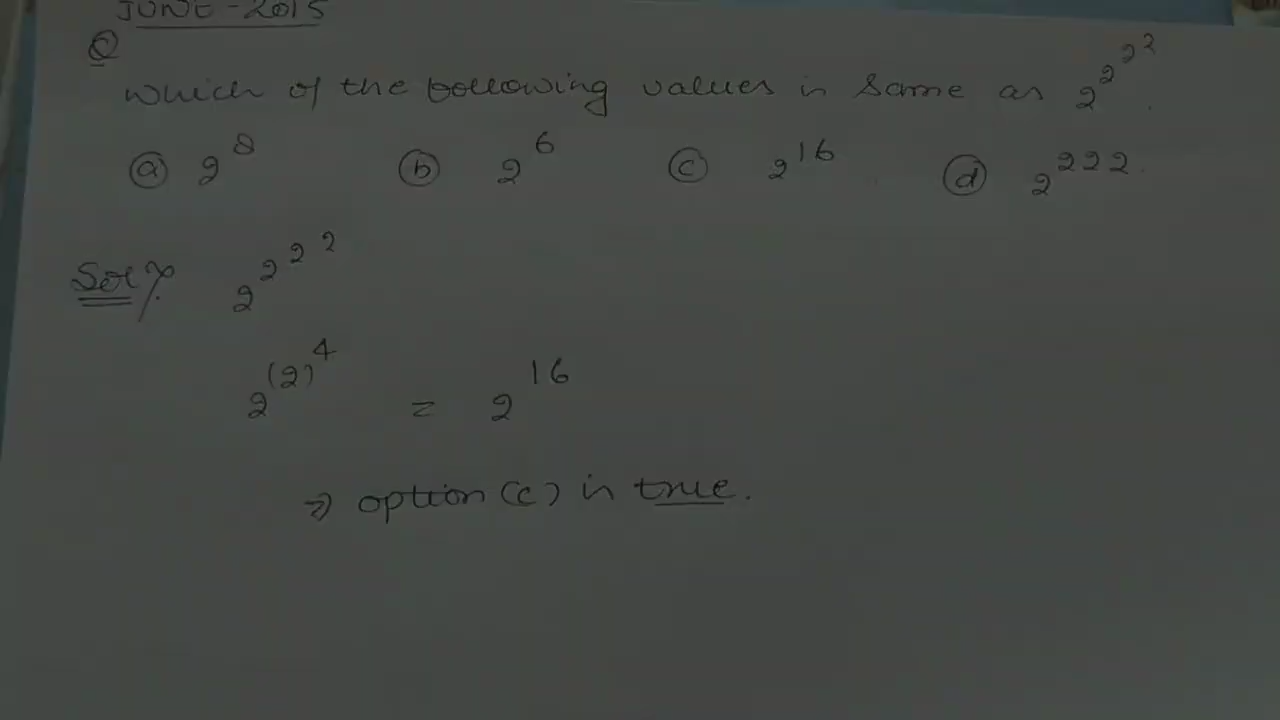 JUNE - 2015
Q
which of the following values is same as 2^2^2^2.
(a) 2^8 (b) 2^6 (c) 2^16 (d) 2^222
Sol%. 2^2^2^2
2^(2)^4 = 2^16
⇒ option (c) is true.